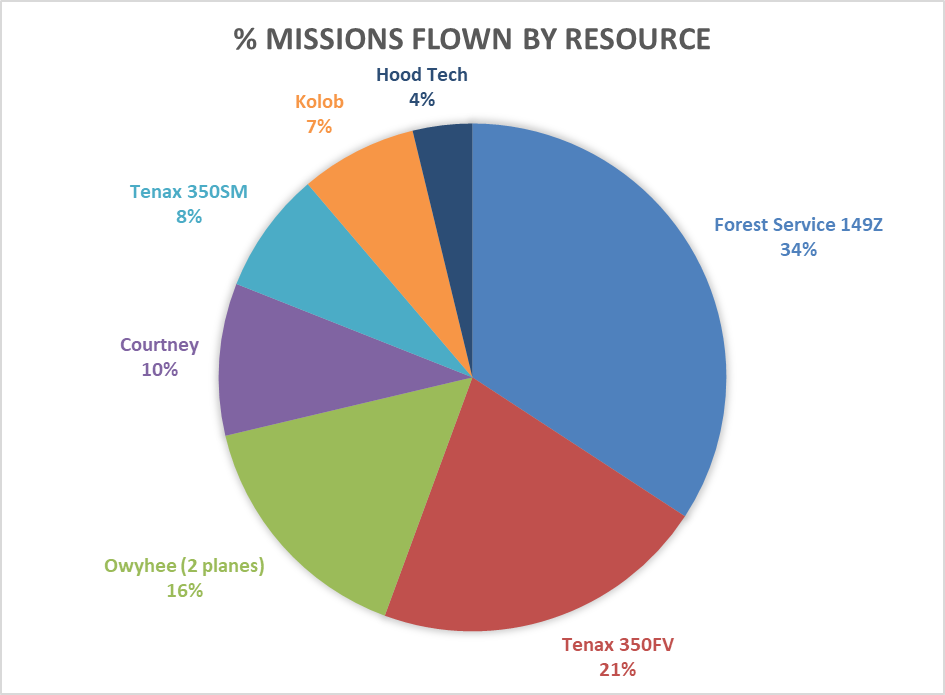 % MISSIONS FLOWN BY RESOURCE
Hood Tech
4%
Kolob
7%
Tenax 350SM
8%
Forest Service 149Z
34%
Courtney
10%
Owyhee (2 planes)
16%
Tenax 350FV
21%